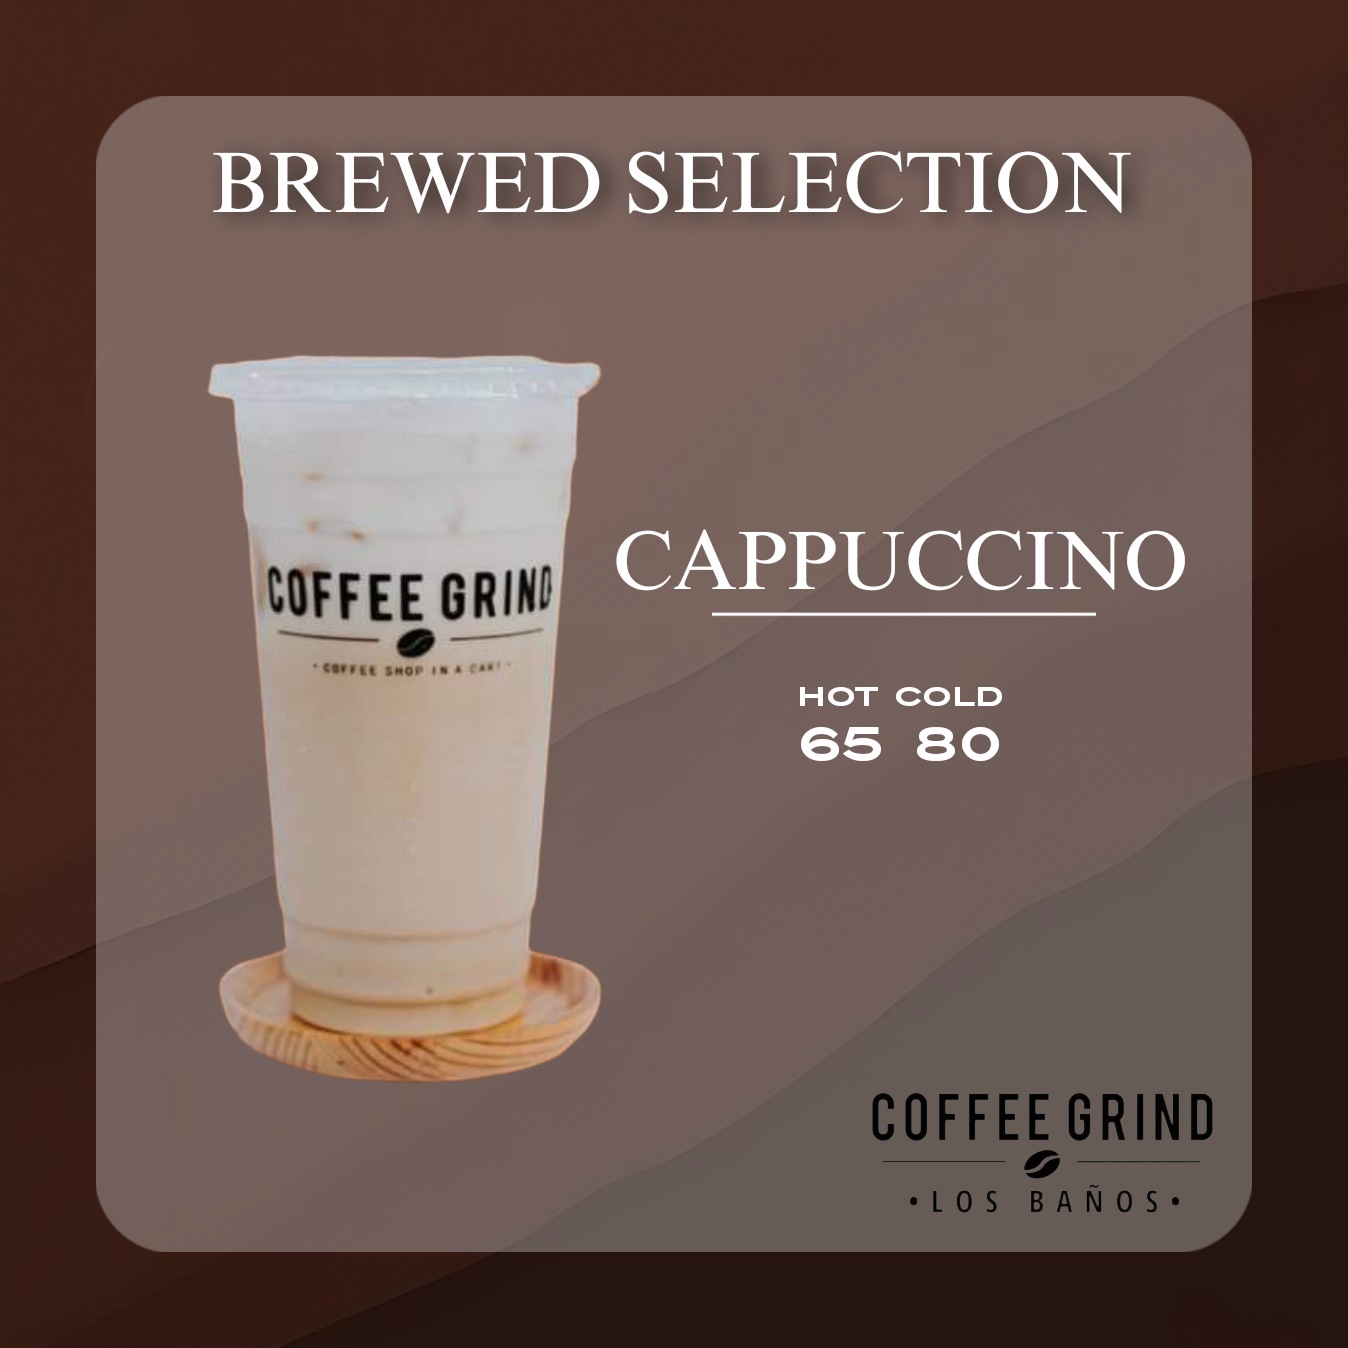 BREWED SELECTION
COFFEE GRIND
• COFFEE SHOP IN A CART •
CAPPUCCINO
HOT COLD
65 80
COFFEE GRIND
•LOS BAÑOS•